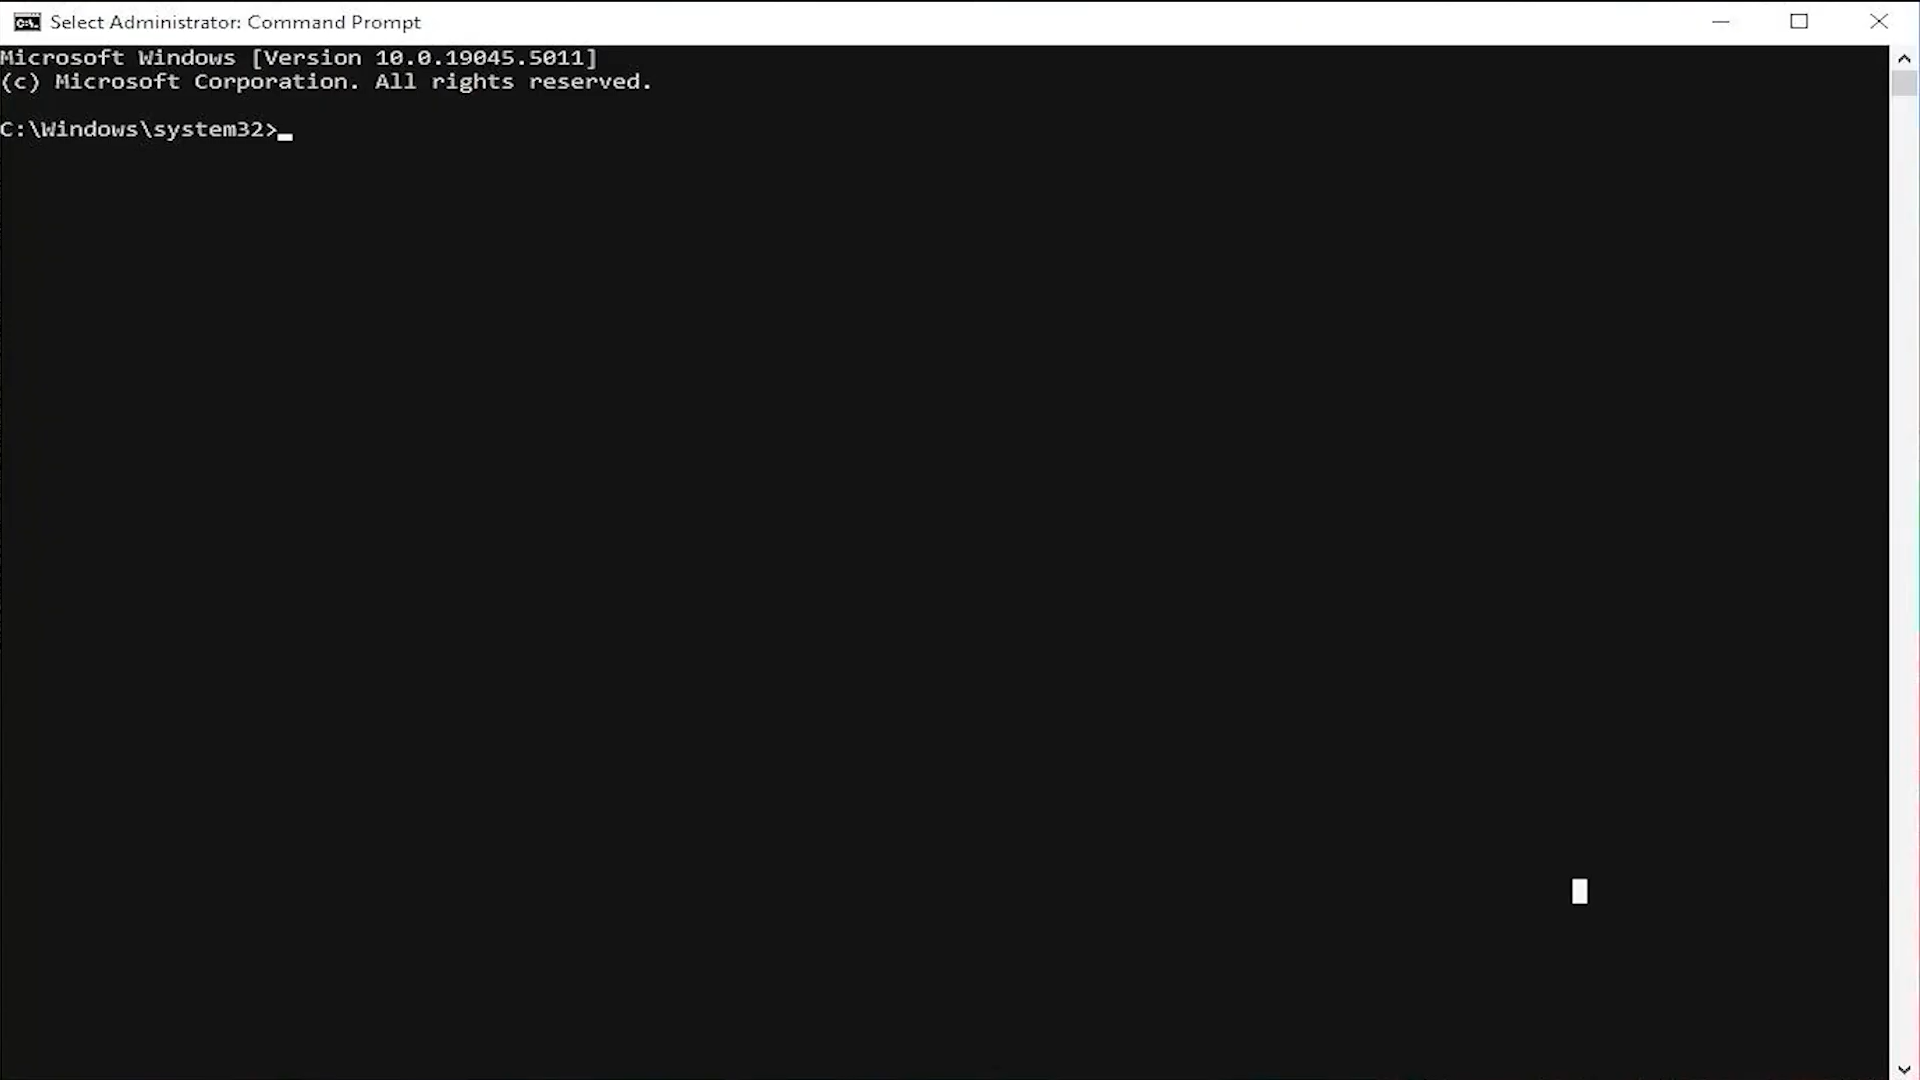 Select Administrator: Command Prompt
Microsoft Windows [Version 10.0.19045.5011]
(c) Microsoft Corporation. All rights reserved.
C:\Windows\system32>